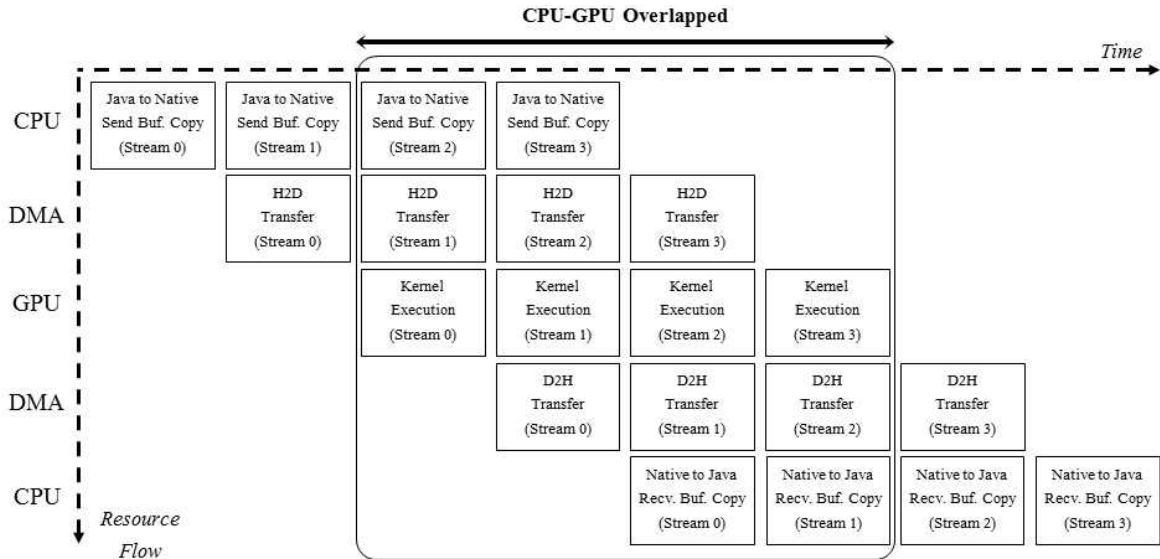 CPU-GPU Overlapped
Time
CPU
Java to Native
Send Buf. Copy
(Stream 0)
Java to Native
Send Buf. Copy
(Stream 1)
Java to Native
Send Buf. Copy
(Stream 2)
Java to Native
Send Buf. Copy
(Stream 3)
DMA
H2D
Transfer
(Stream 0)
H2D
Transfer
(Stream 1)
H2D
Transfer
(Stream 2)
H2D
Transfer
(Stream 3)
GPU
Kernel
Execution
(Stream 0)
Kernel
Execution
(Stream 1)
Kernel
Execution
(Stream 2)
Kernel
Execution
(Stream 3)
DMA
D2H
Transfer
(Stream 0)
D2H
Transfer
(Stream 1)
D2H
Transfer
(Stream 2)
D2H
Transfer
(Stream 3)
CPU
Native to Java
Recv. Buf. Copy
(Stream 0)
Native to Java
Recv. Buf. Copy
(Stream 1)
Native to Java
Recv. Buf. Copy
(Stream 2)
Native to Java
Recv. Buf. Copy
(Stream 3)
Resource
Flow